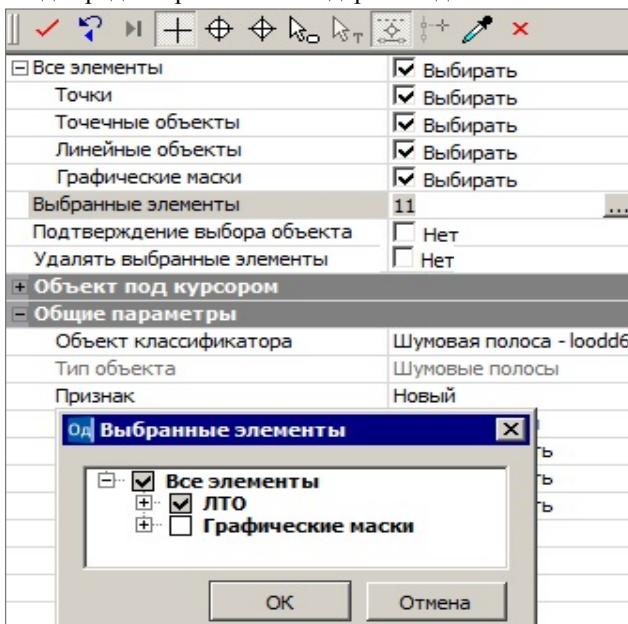 Все элементы Выбирать
Точки Выбирать
Точечные объекты Выбирать
Линейные объекты Выбирать
Графические маски Выбирать
Выбранные элементы 11 ...
Подтверждение выбора объекта Нет
Удалять выбранные элементы Нет
Объект под курсором
Общие параметры
Объект классификатора Шумовая полоса - loodd6
Тип объекта Шумовые полосы
Признак Новый
Од Выбранные элементы
Все элементы
ЛТО
Графические маски
ОК Отмена